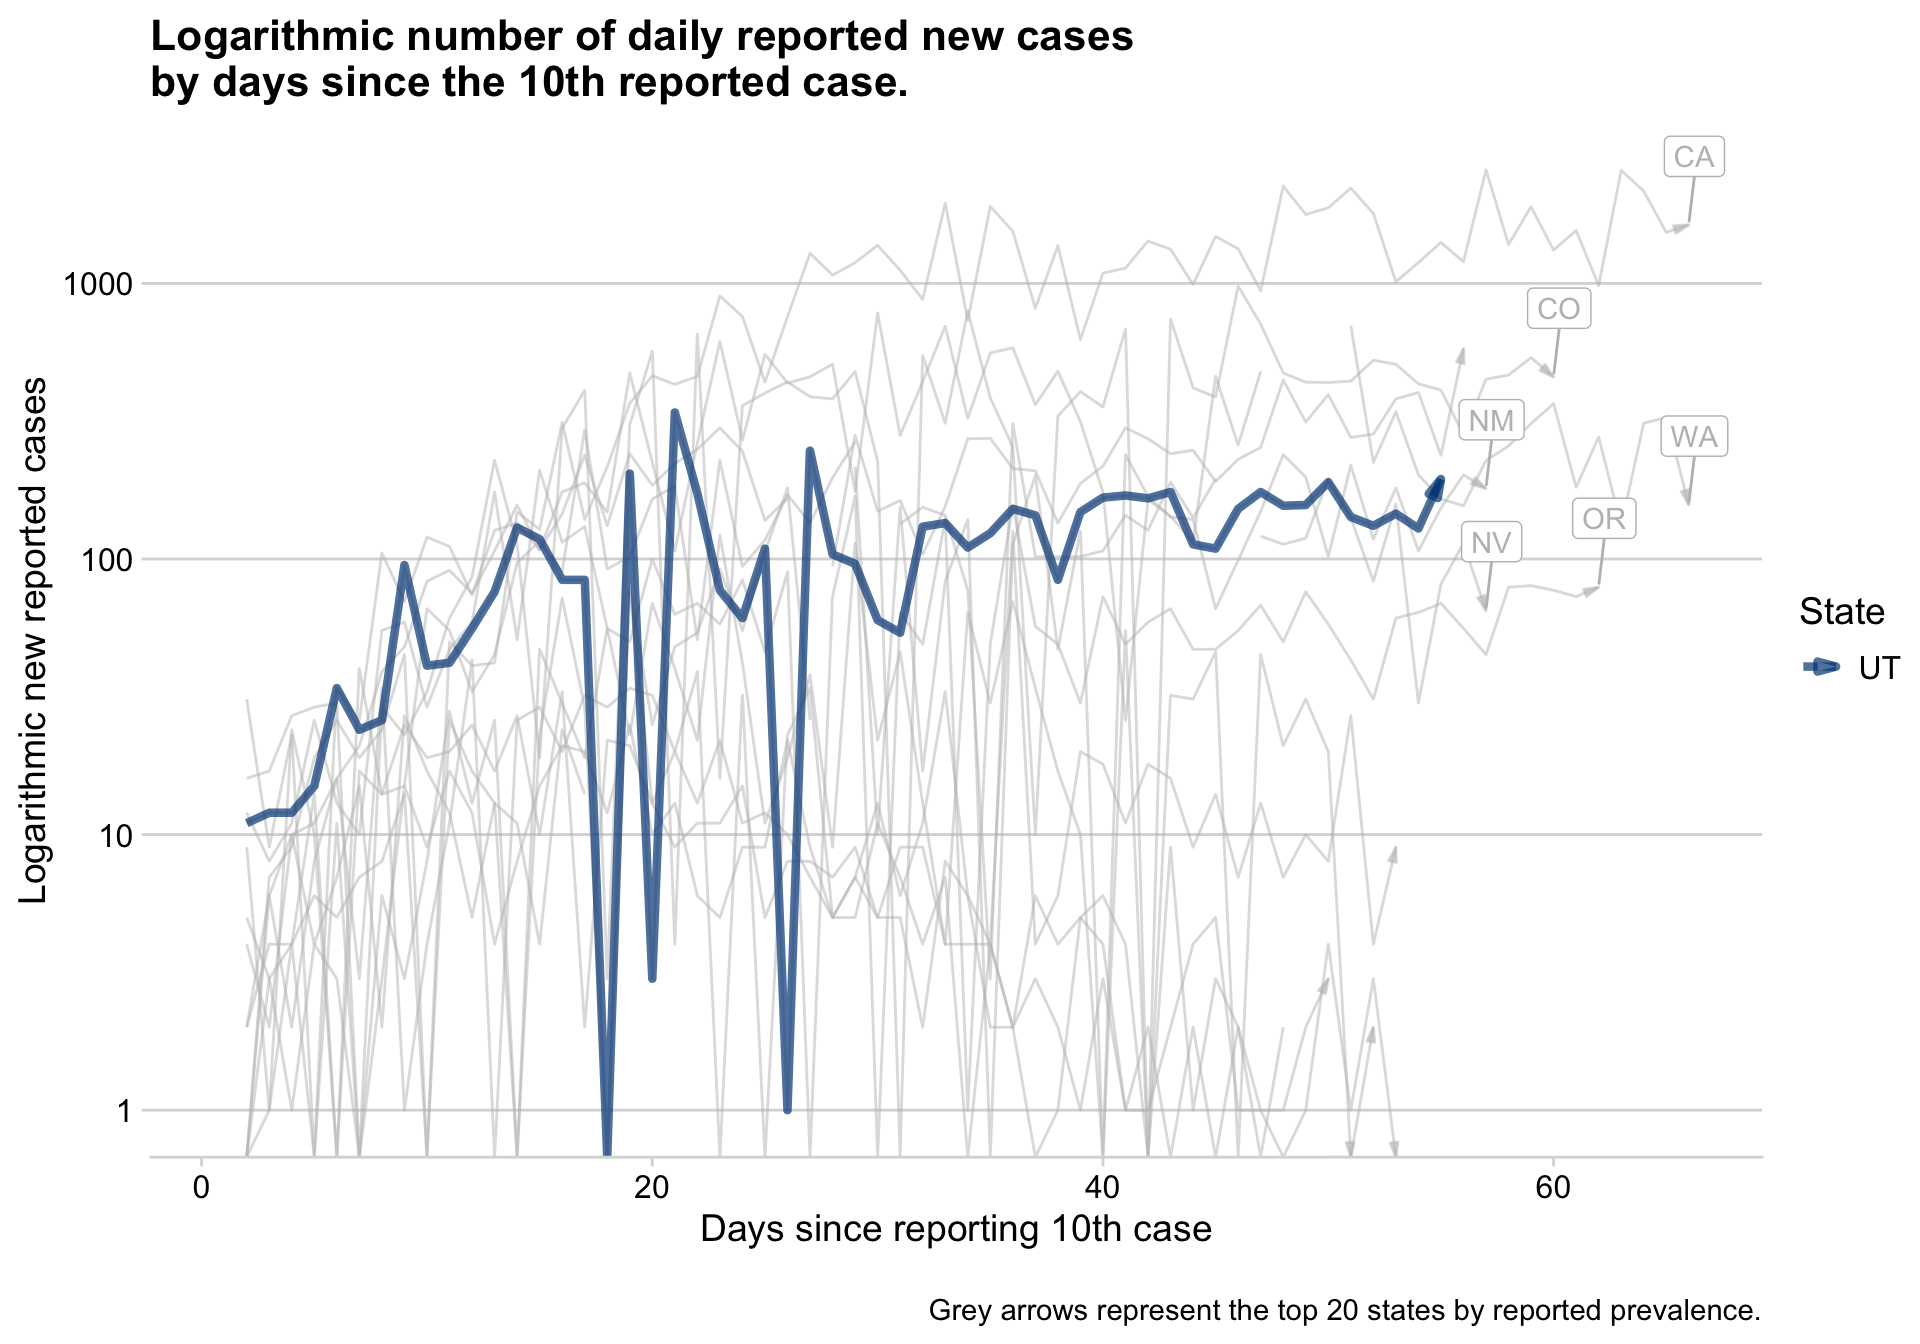 Logarithmic number of daily reported new cases
by days since the 10th reported case.
Logarithmic new reported cases
1000
100
10
1
CA
CO
NM
WA
OR
NV
State
UT
0
20
40
60
Days since reporting 10th case
Grey arrows represent the top 20 states by reported prevalence.